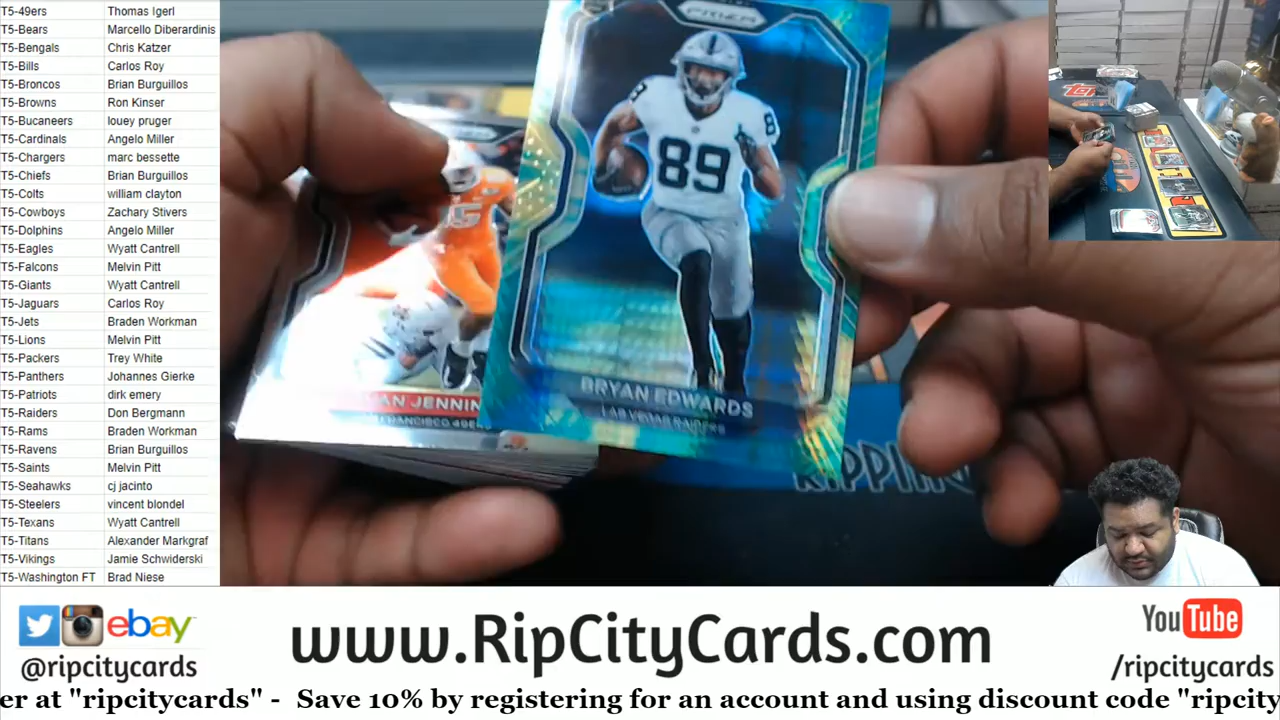 T5-49ers Thomas Igerl
T5-Bears Marcello Diberardinis
T5-Bengals Chris Katzer
T5-Bills Carlos Roy
T5-Broncos Brian Burguillos
T5-Browns Ron Kinser
T5-Bucaneers louey pruger
T5-Cardinals Angelo Miller
T5-Chargers marc bessette
T5-Chiefs Brian Burguillos
T5-Colts william clayton
T5-Cowboys Zachary Stivers
T5-Dolphins Angelo Miller
T5-Eagles Wyatt Cantrell
T5-Falcons Melvin Pitt
T5-Giants Wyatt Cantrell
T5-Jaguars Carlos Roy
T5-Jets Braden Workman
T5-Lions Melvin Pitt
T5-Packers Trey White
T5-Panthers Johannes Gierke
T5-Patriots dirk emery
T5-Raiders Don Bergmann
T5-Rams Braden Workman
T5-Ravens Brian Burguillos
T5-Saints Melvin Pitt
T5-Seahawks cj jacinto
T5-Steelers vincent blondel
T5-Texans Wyatt Cantrell
T5-Titans Alexander Markgraf
T5-Vikings Jamie Schwiderski
T5-Washington FT Brad Niese
PRIZM
89
8
BRYAN EDWARDS
LAS VEGAS RAIDERS
15
JENNIN
FRANCISCO 49E
RIPPIN
ebay
@ripcitycards
www.RipCityCards.com
YouTube
/ripcitycards
er at "ripcitycards" - Save 10% by registering for an account and using discount code "ripcity